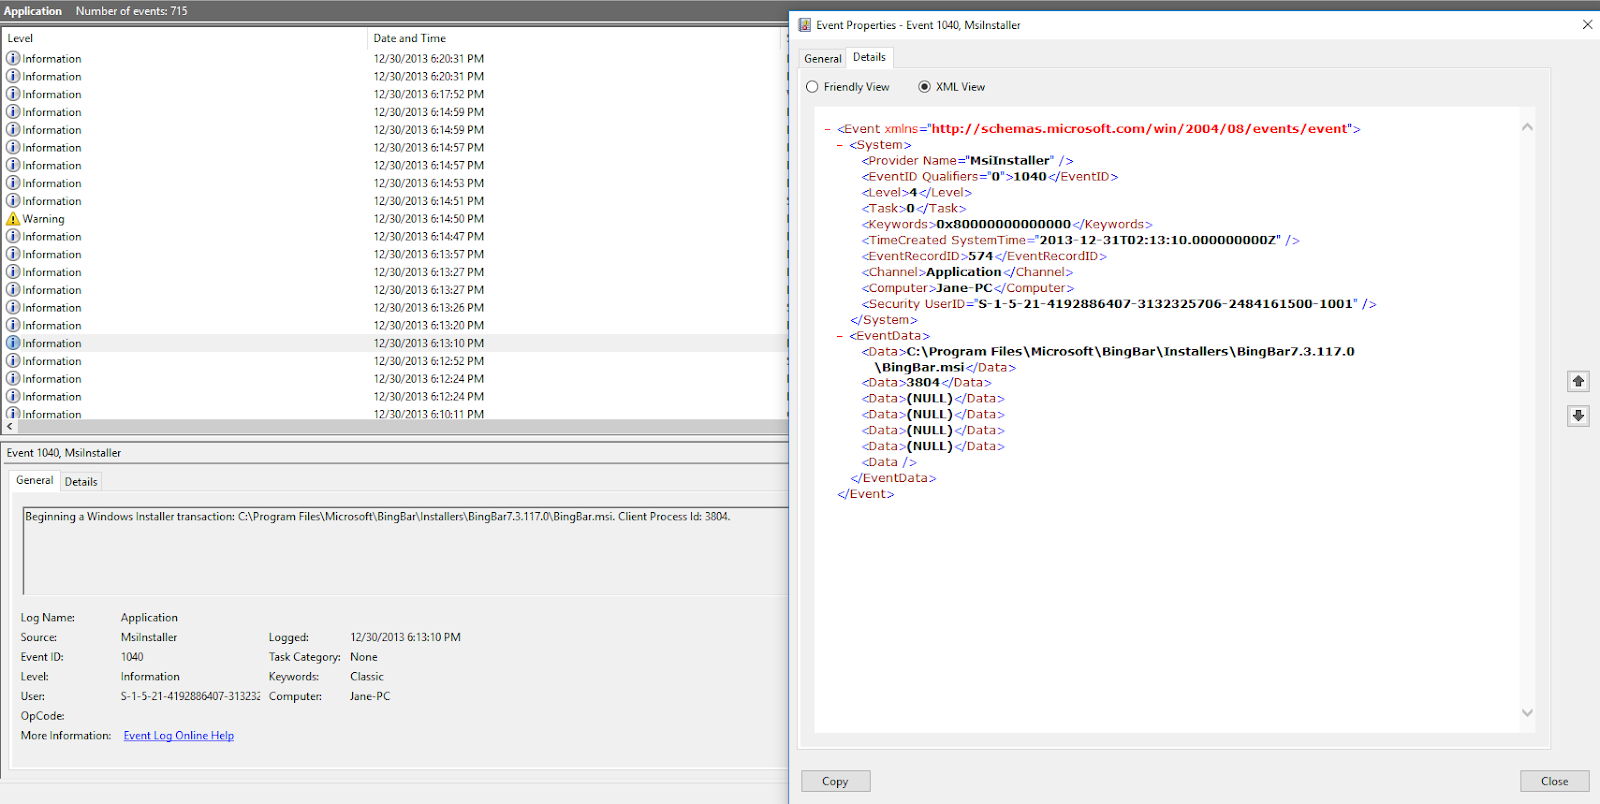 Application Number of events: 715
Level Date and Time
Information 12/30/2013 6:20:31 PM
Information 12/30/2013 6:20:31 PM
Information 12/30/2013 6:17:52 PM
Information 12/30/2013 6:14:59 PM
Information 12/30/2013 6:14:59 PM
Information 12/30/2013 6:14:57 PM
Information 12/30/2013 6:14:57 PM
Information 12/30/2013 6:14:53 PM
Information 12/30/2013 6:14:51 PM
Warning 12/30/2013 6:14:50 PM
Information 12/30/2013 6:14:47 PM
Information 12/30/2013 6:13:57 PM
Information 12/30/2013 6:13:27 PM
Information 12/30/2013 6:13:27 PM
Information 12/30/2013 6:13:26 PM
Information 12/30/2013 6:13:20 PM
Information 12/30/2013 6:13:10 PM
Information 12/30/2013 6:12:52 PM
Information 12/30/2013 6:12:24 PM
Information 12/30/2013 6:12:24 PM
Information 12/30/2013 6:10:11 PM
Event 1040, MsiInstaller
General Details
Beginning a Windows Installer transaction: C:\Program Files\Microsoft\BingBar\Installers\BingBar7.3.117.0\BingBar.msi. Client Process Id: 3804.
Log Name: Application
Source: MsiInstaller Logged: 12/30/2013 6:13:10 PM
Event ID: 1040 Task Category: None
Level: Information Keywords: Classic
User: S-1-5-21-4192886407-313232 Computer: Jane-PC
OpCode:
More Information: Event Log Online Help
Event Properties - Event 1040, MsiInstaller
General Details
Friendly View XML View
- <Event xmlns="http://schemas.microsoft.com/win/2004/08/events/event">
- <System>
<Provider Name="MsiInstaller" />
<EventID Qualifiers="0">1040</EventID>
<Level>4</Level>
<Task>0</Task>
<Keywords>0x80000000000000</Keywords>
<TimeCreated SystemTime="2013-12-31T02:13:10.000000000Z" />
<EventRecordID>574</EventRecordID>
<Channel>Application</Channel>
<Computer>Jane-PC</Computer>
<Security UserID="S-1-5-21-4192886407-3132325706-2484161500-1001" />
</System>
- <EventData>
<Data>C:\Program Files\Microsoft\BingBar\Installers\BingBar7.3.117.0
\BingBar.msi</Data>
<Data>3804</Data>
<Data>(NULL)</Data>
<Data>(NULL)</Data>
<Data>(NULL)</Data>
<Data>(NULL)</Data>
<Data />
</EventData>
</Event>
Copy Close